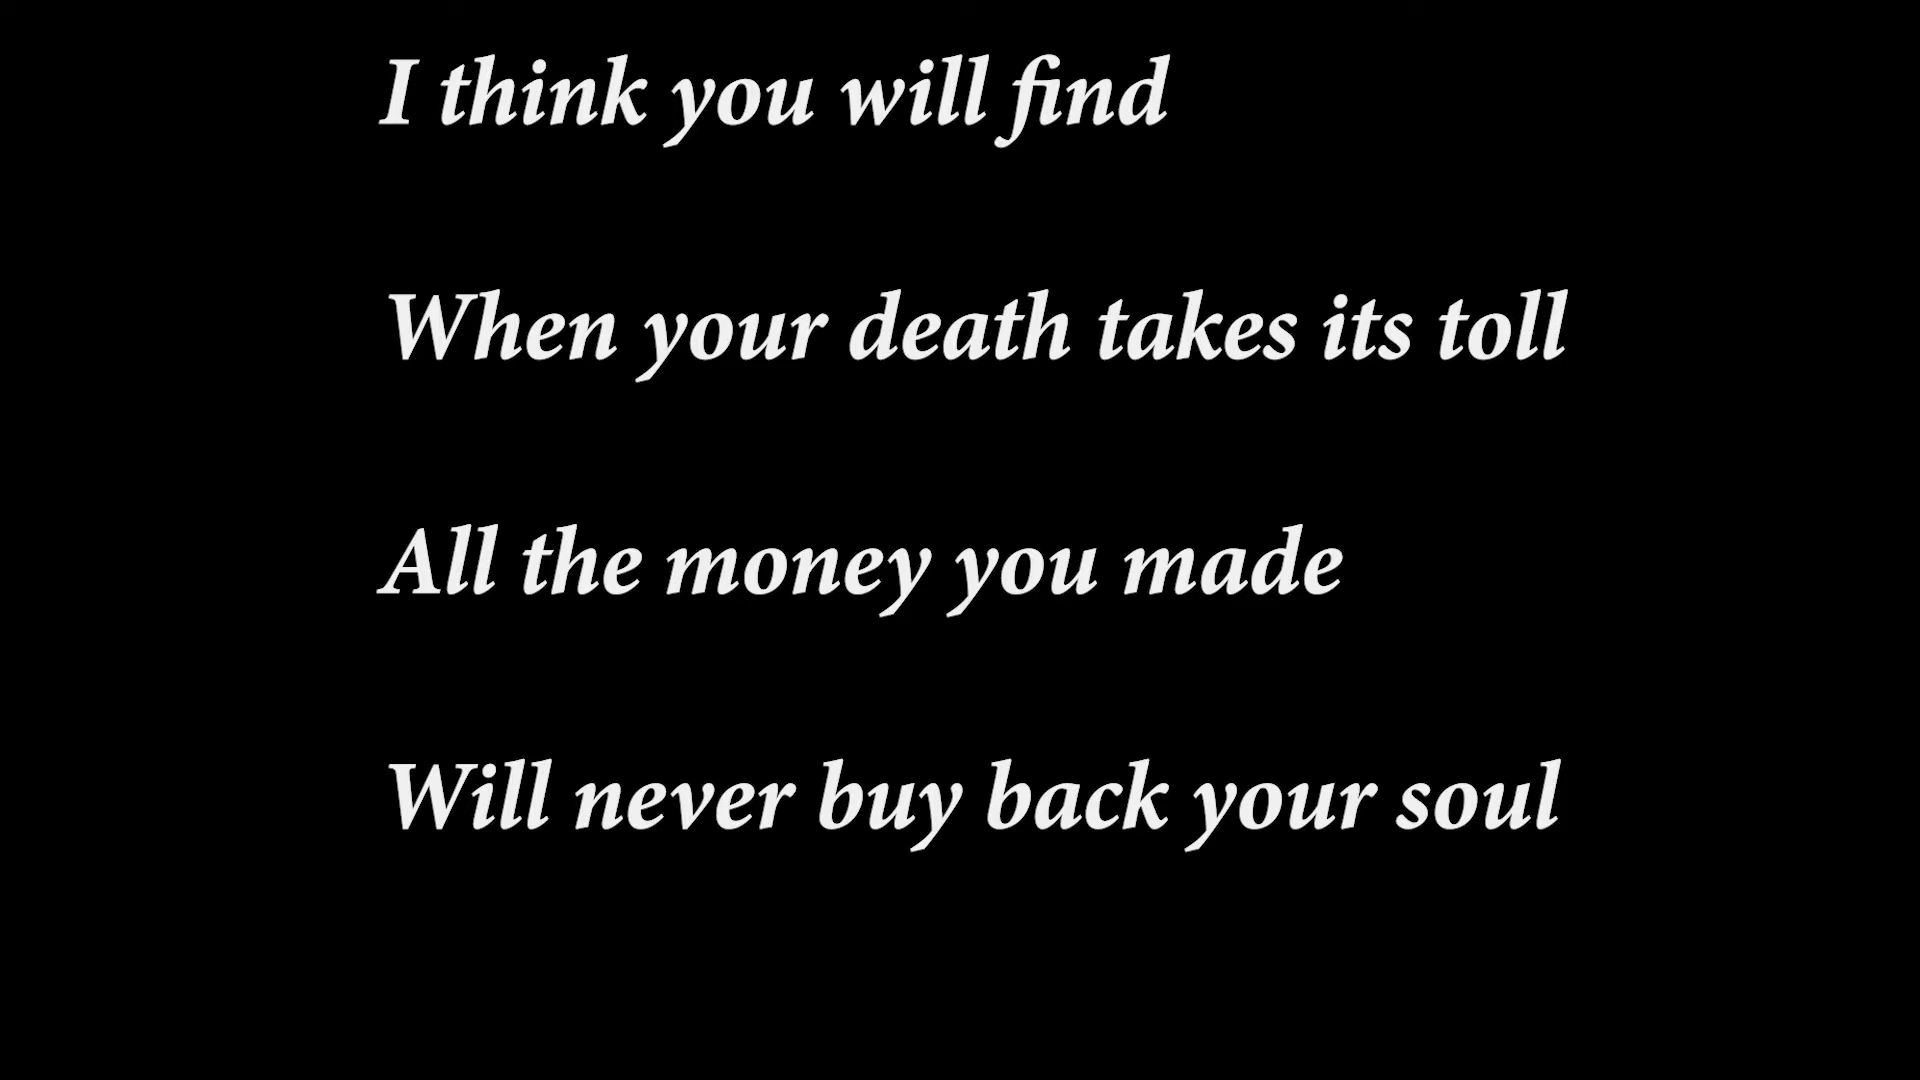 I think you will find
When your death takes its toll
All the money you made
Will never buy back your soul